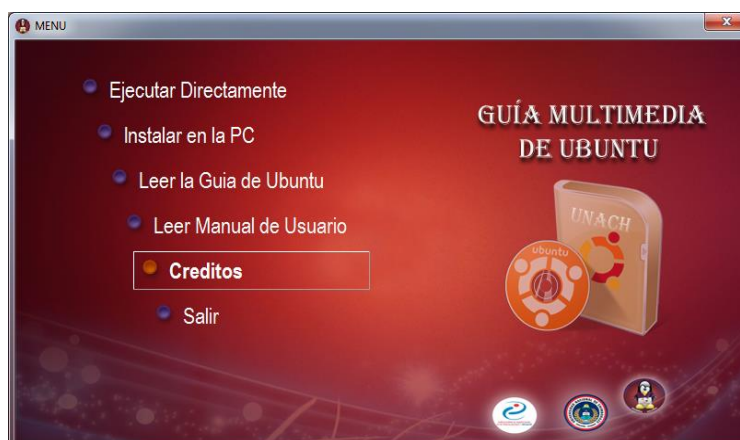 MENU
Ejecutar Directamente
Instalar en la PC
Leer la Guia de Ubuntu
Leer Manual de Usuario
Creditos
Salir
GUÍA MULTIMEDIA
DE UBUNTU
UNACH
ubuntu